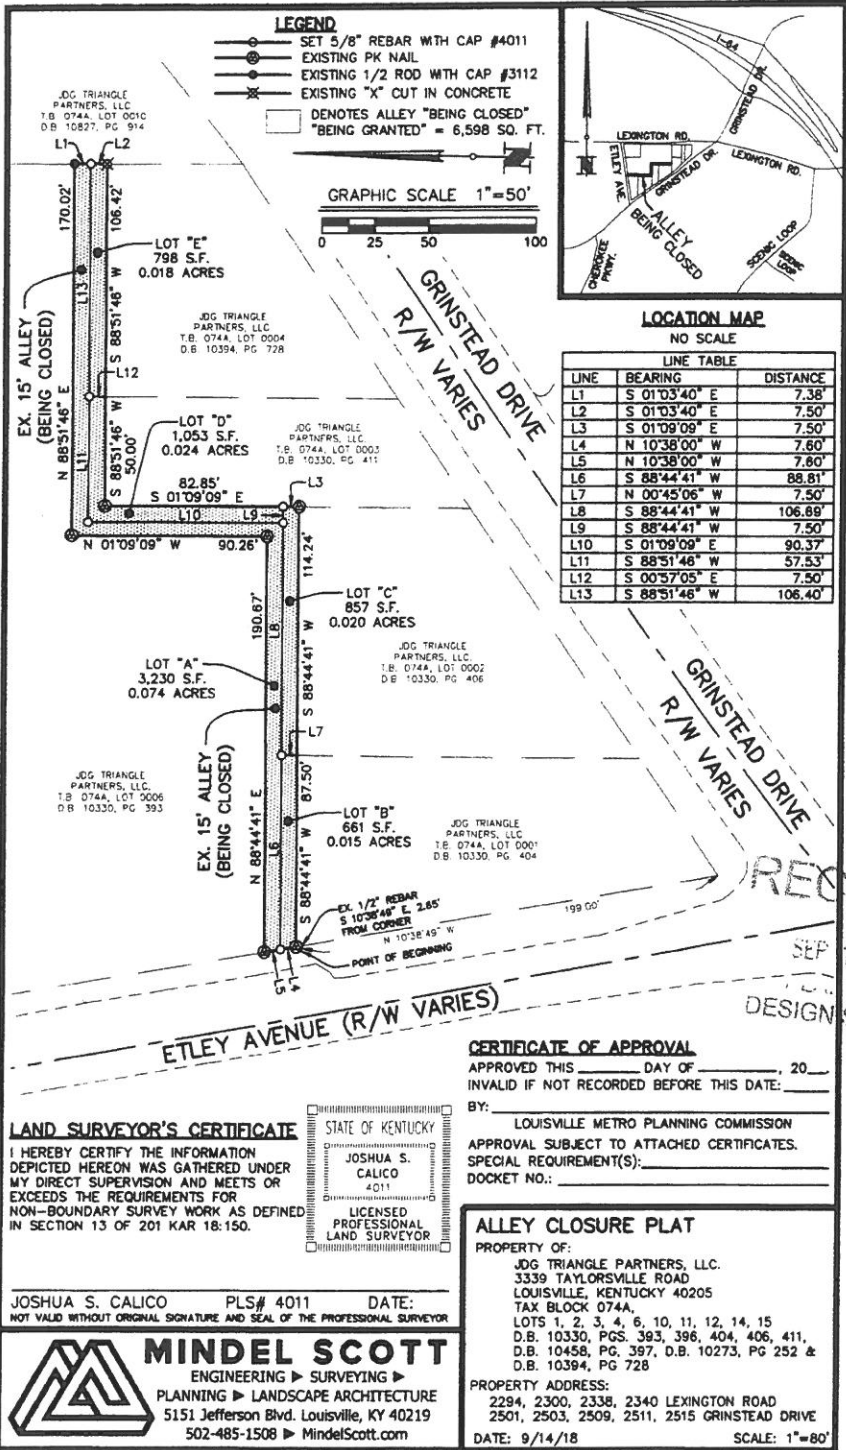 LEGEND
SET 5/8" REBAR WITH CAP #4011
EXISTING PK NAIL
EXISTING 1/2 ROD WITH CAP #3112
EXISTING "X" CUT IN CONCRETE
DENOTES ALLEY "BEING CLOSED"
"BEING GRANTED" = 6,598 SQ. FT.
GRAPHIC SCALE 1"=50'
0 25 50 100
I-64
LEXINGTON RD.
GRINSTEAD DR.
LEXINGTON RD.
ETLEY AVE.
GRINSTEAD DR.
ALLEY
BEING CLOSED
CHEROKEE
PKWY.
SCENIC LOOP
SCENIC
LOOP
LOCATION MAP
NO SCALE
LINE TABLE
LINE BEARING DISTANCE
L1 S 01°03'40" E 7.38'
L2 S 01°03'40" E 7.50'
L3 S 01°09'09" E 7.50'
L4 N 10°38'00" W 7.60'
L5 N 10°38'00" W 7.60'
L6 S 88°44'41" W 88.81'
L7 N 00°45'06" W 7.50'
L8 S 88°44'41" W 106.89'
L9 S 88°44'41" W 7.50'
L10 S 01°09'09" E 90.37'
L11 S 88°51'46" W 57.53'
L12 S 00°57'05" E 7.50'
L13 S 88°51'46" W 106.40'
JDG TRIANGLE
PARTNERS, LLC
T.B. 074A, LOT 0010
D.B. 10827, PG 914
L1 L2
170.02'
106.42'
LOT "E"
798 S.F.
0.018 ACRES
L13
S 88°51'46" W
EX. 15' ALLEY
(BEING CLOSED)
N 88°51'46" E
JDG TRIANGLE
PARTNERS, LLC
T.B. 074A, LOT 0004
D.B. 10394, PG 728
L12
LOT "D"
1,053 S.F.
0.024 ACRES
L11
S 88°51'46" W
50.00'
JDG TRIANGLE
PARTNERS, LLC.
T.B. 074A, LOT 0003
D.B. 10330, PG. 411
82.85'
S 01°09'09" E
L3
L10 L9
N 01°09'09" W 90.26'
114.24'
190.67'
LOT "C"
857 S.F.
0.020 ACRES
L8
S 88°44'41" W
JDG TRIANGLE
PARTNERS, LLC.
T.B. 074A, LOT 0002
D.B. 10330, PG 406
LOT "A"
3,230 S.F.
0.074 ACRES
L7
EX. 15' ALLEY
(BEING CLOSED)
JDG TRIANGLE
PARTNERS, LLC.
T.B. 074A, LOT 0006
D.B. 10330, PG 393
87.50'
LOT "B"
661 S.F.
0.015 ACRES
N 88°44'41" E
L6
S 88°44'41" W
JDG TRIANGLE
PARTNERS, LLC
T.B. 074A, LOT 0001
D.B. 10330, PG. 404
GRINSTEAD DRIVE
R/W VARIES
GRINSTEAD DRIVE
R/W VARIES
EX. 1/2" REBAR
S 10°38'49" E, 2.85'
FROM CORNER
N 10°38'49" W
199.00'
POINT OF BEGINNING
L5 L4
ETLEY AVENUE (R/W VARIES)
REC
SEP
DESIGN
CERTIFICATE OF APPROVAL
APPROVED THIS ______ DAY OF ______, 20__
INVALID IF NOT RECORDED BEFORE THIS DATE: ______
BY: ______
LOUISVILLE METRO PLANNING COMMISSION
APPROVAL SUBJECT TO ATTACHED CERTIFICATES.
SPECIAL REQUIREMENT(S): ______
DOCKET NO.: ______
LAND SURVEYOR'S CERTIFICATE
I HEREBY CERTIFY THE INFORMATION
DEPICTED HEREON WAS GATHERED UNDER
MY DIRECT SUPERVISION AND MEETS OR
EXCEEDS THE REQUIREMENTS FOR
NON-BOUNDARY SURVEY WORK AS DEFINED
IN SECTION 13 OF 201 KAR 18:150.
STATE OF KENTUCKY
JOSHUA S.
CALICO
4011
LICENSED
PROFESSIONAL
LAND SURVEYOR
JOSHUA S. CALICO PLS# 4011 DATE:
NOT VALID WITHOUT ORIGINAL SIGNATURE AND SEAL OF THE PROFESSIONAL SURVEYOR
MINDEL SCOTT
ENGINEERING ▶ SURVEYING ▶
PLANNING ▶ LANDSCAPE ARCHITECTURE
5151 Jefferson Blvd. Louisville, KY 40219
502-485-1508 ▶ MindelScott.com
ALLEY CLOSURE PLAT
PROPERTY OF:
JDG TRIANGLE PARTNERS, LLC.
3339 TAYLORSVILLE ROAD
LOUISVILLE, KENTUCKY 40205
TAX BLOCK 074A,
LOTS 1, 2, 3, 4, 6, 10, 11, 12, 14, 15
D.B. 10330, PGS. 393, 396, 404, 406, 411,
D.B. 10458, PG. 397, D.B. 10273, PG 252 &
D.B. 10394, PG 728
PROPERTY ADDRESS:
2294, 2300, 2338, 2340 LEXINGTON ROAD
2501, 2503, 2509, 2511, 2515 GRINSTEAD DRIVE
DATE: 9/14/18 SCALE: 1"=80'